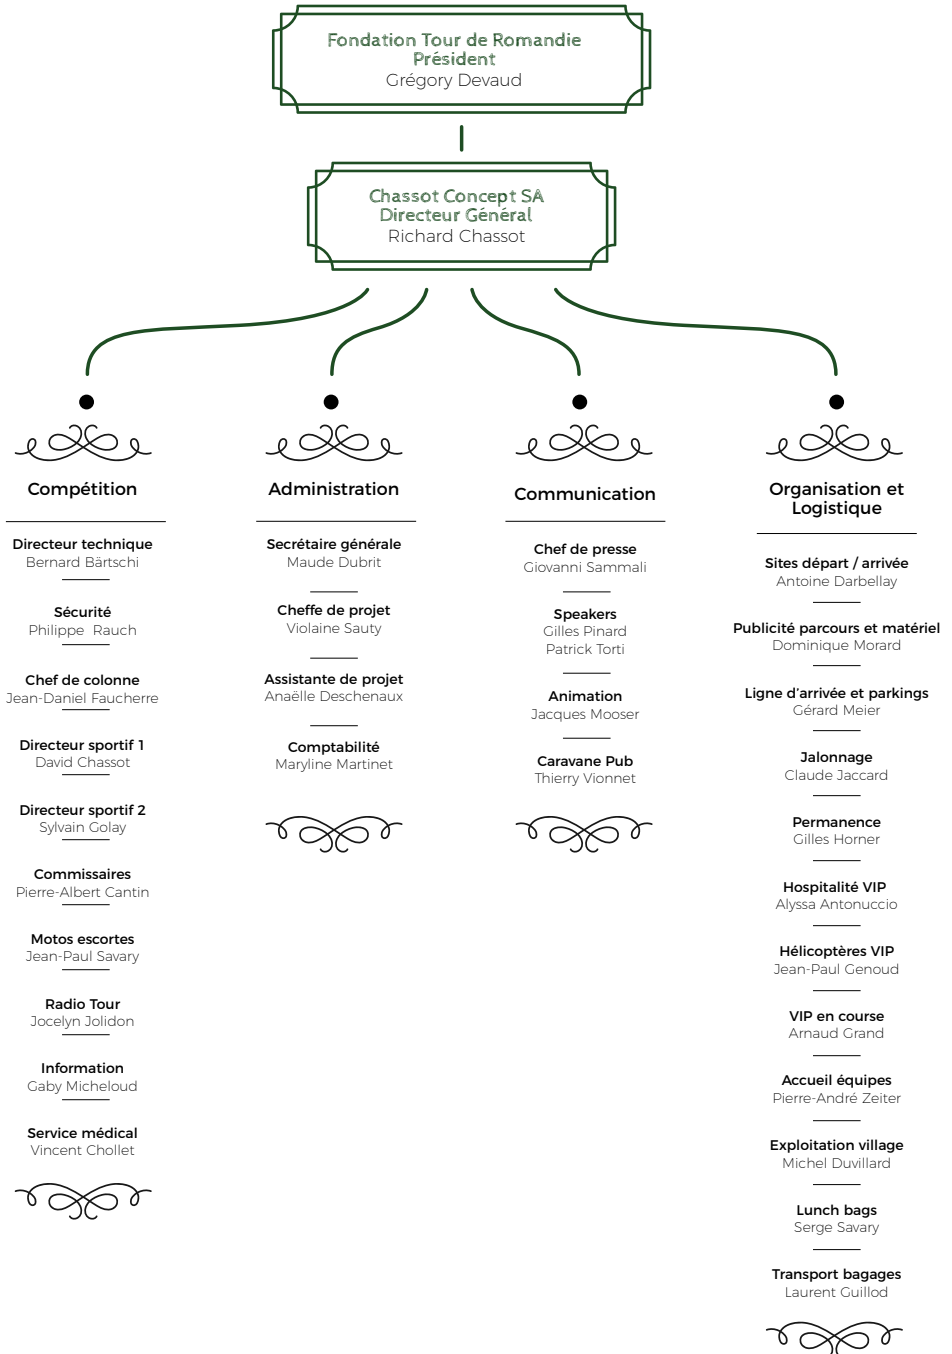 Fondation Tour de Romandie
Président
Grégory Devaud
Chassot Concept SA
Directeur Général
Richard Chassot
Compétition
Directeur technique
Bernard Bärtschi
Sécurité
Philippe  Rauch
Chef de colonne
Jean-Daniel Faucherre
Directeur sportif 1
David Chassot
Directeur sportif 2
Sylvain Golay
Commissaires
Pierre-Albert Cantin
Motos escortes
Jean-Paul Savary
Radio Tour
Jocelyn Jolidon
Information
Gaby Micheloud
Service médical
Vincent Chollet
Administration
Secrétaire générale
Maude Dubrit
Cheffe de projet
Violaine Sauty
Assistante de projet
Anaëlle Deschenaux
Comptabilité
Maryline Martinet
Communication
Chef de presse
Giovanni Sammali
Speakers
Gilles Pinard
Patrick Torti
Animation
Jacques Mooser
Caravane Pub
Thierry Vionnet
Organisation et
Logistique
Sites départ / arrivée
Antoine Darbellay
Publicité parcours et matériel
Dominique Morard
Ligne d'arrivée et parkings
Gérard Meier
Jalonnage
Claude Jaccard
Permanence
Gilles Horner
Hospitalité VIP
Alyssa Antonuccio
Hélicoptères VIP
Jean-Paul Genoud
VIP en course
Arnaud Grand
Accueil équipes
Pierre-André Zeiter
Exploitation village
Michel Duvillard
Lunch bags
Serge Savary
Transport bagages
Laurent Guillod